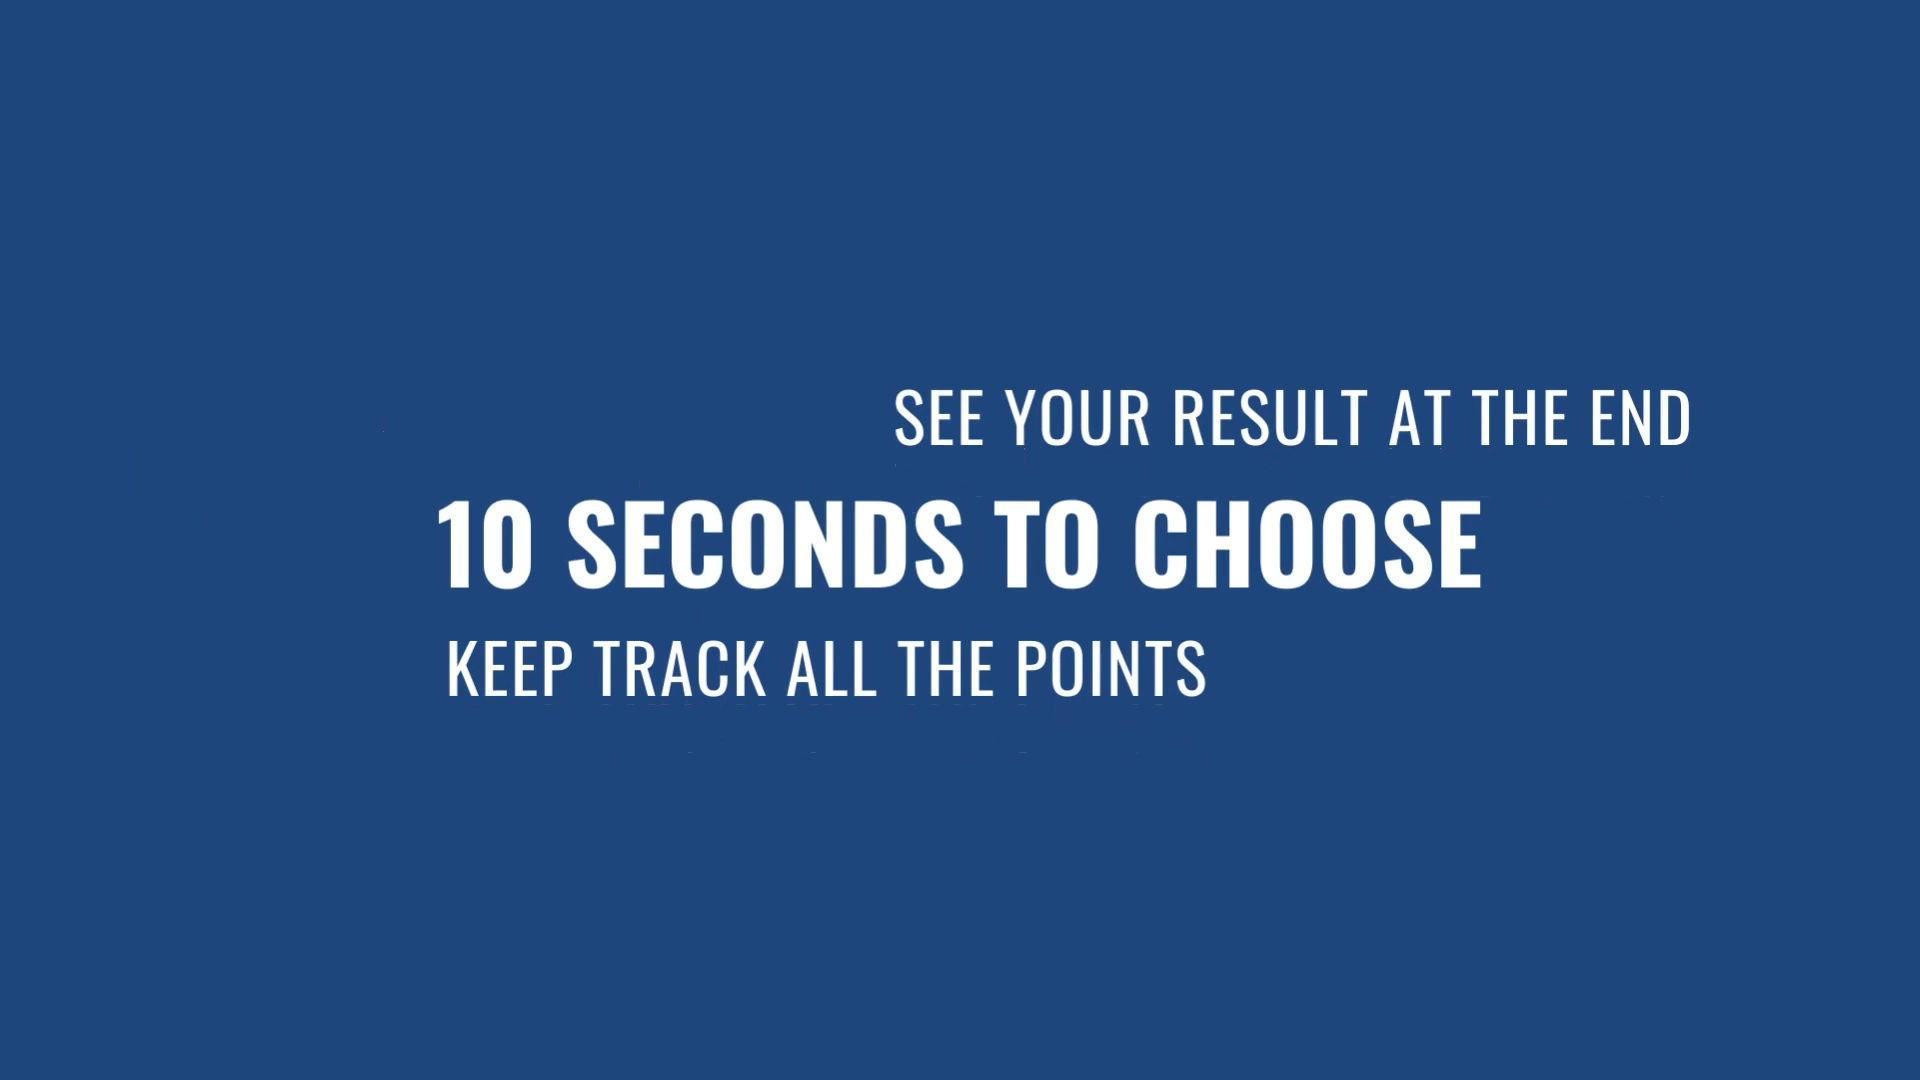 SEE YOUR RESULT AT THE END
10 SECONDS TO CHOOSE
KEEP TRACK ALL THE POINTS